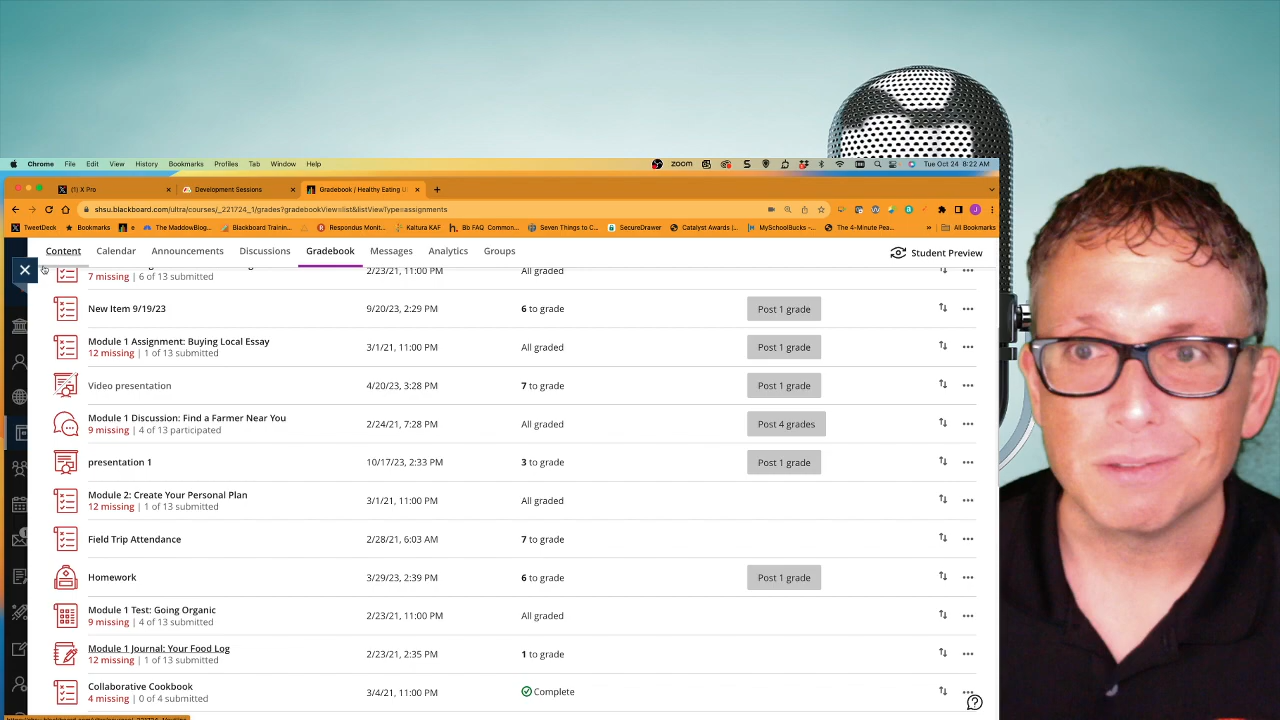 Chrome File Edit View History Bookmarks Profiles Tab Window Help zoom Tue Oct 24 8:22 AM
(1) X Pro Development Sessions Gradebook / Healthy Eating U
shsu.blackboard.com/ultra/courses/_221724_1/grades?gradebookView=list&listViewType=assignments
TweetDeck Bookmarks The MaddowBlog... Blackboard Trainin... Respondus Monit... Kaltura KAF Bb FAQ Common... Seven Things to C... SecureDrawer Catalyst Awards |... MySchoolBucks -... The 4-Minute Pea... All Bookmarks
Content Calendar Announcements Discussions Gradebook Messages Analytics Groups Student Preview
7 missing | 6 of 13 submitted 2/23/21, 11:00 PM All graded
New Item 9/19/23 9/20/23, 2:29 PM 6 to grade Post 1 grade
Module 1 Assignment: Buying Local Essay
12 missing | 1 of 13 submitted 3/1/21, 11:00 PM All graded Post 1 grade
Video presentation 4/20/23, 3:28 PM 7 to grade Post 1 grade
Module 1 Discussion: Find a Farmer Near You
9 missing | 4 of 13 participated 2/24/21, 7:28 PM All graded Post 4 grades
presentation 1 10/17/23, 2:33 PM 3 to grade Post 1 grade
Module 2: Create Your Personal Plan
12 missing | 1 of 13 submitted 3/1/21, 11:00 PM All graded
Field Trip Attendance 2/28/21, 6:03 AM 7 to grade
Homework 3/29/23, 2:39 PM 6 to grade Post 1 grade
Module 1 Test: Going Organic
9 missing | 4 of 13 submitted 2/23/21, 11:00 PM All graded
Module 1 Journal: Your Food Log
12 missing | 1 of 13 submitted 2/23/21, 2:35 PM 1 to grade
Collaborative Cookbook
4 missing | 0 of 4 submitted 3/4/21, 11:00 PM Complete